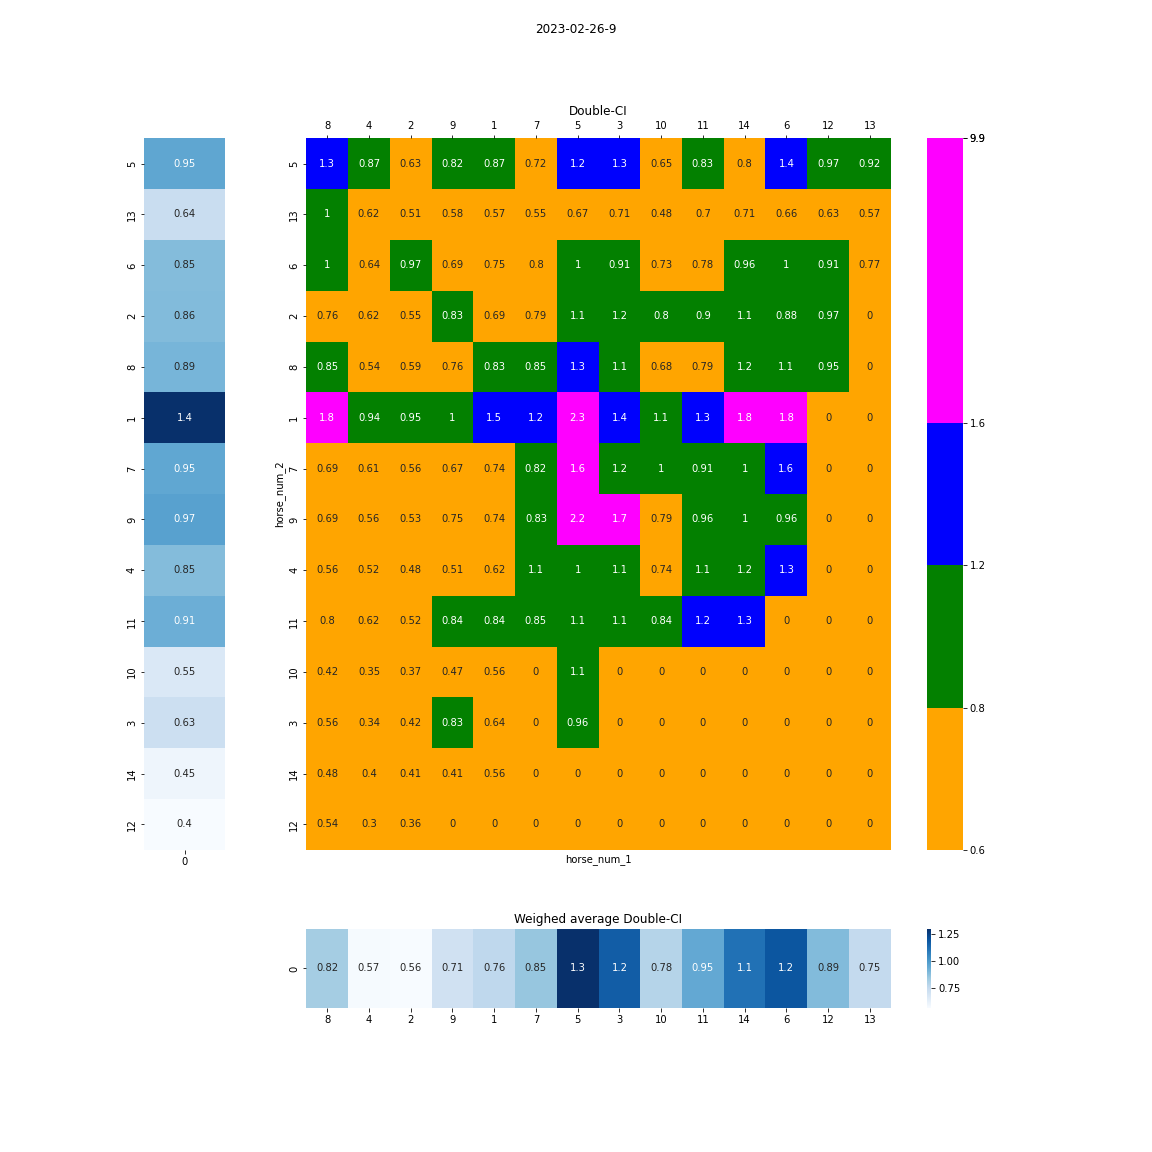 2023-02-26-9
Double-CI
8 4 2 9 1 7 5 3 10 11 14 6 12 13
5 0.95 5 1.3 0.87 0.63 0.82 0.87 0.72 1.2 1.3 0.65 0.83 0.8 1.4 0.97 0.92 9.9
13 0.64 13 1 0.62 0.51 0.58 0.57 0.55 0.67 0.71 0.48 0.7 0.71 0.66 0.63 0.57
6 0.85 6 1 0.64 0.97 0.69 0.75 0.8 1 0.91 0.73 0.78 0.96 1 0.91 0.77
2 0.86 2 0.76 0.62 0.55 0.83 0.69 0.79 1.1 1.2 0.8 0.9 1.1 0.88 0.97 0
8 0.89 8 0.85 0.54 0.59 0.76 0.83 0.85 1.3 1.1 0.68 0.79 1.2 1.1 0.95 0
1 1.4 1 1.8 0.94 0.95 1 1.5 1.2 2.3 1.4 1.1 1.3 1.8 1.8 0 0 1.6
7 0.95 7 0.69 0.61 0.56 0.67 0.74 0.82 1.6 1.2 1 0.91 1 1.6 0 0
horse_num_2
9 0.97 9 0.69 0.56 0.53 0.75 0.74 0.83 2.2 1.7 0.79 0.96 1 0.96 0 0
4 0.85 4 0.56 0.52 0.48 0.51 0.62 1.1 1 1.1 0.74 1.1 1.2 1.3 0 0 1.2
11 0.91 11 0.8 0.62 0.52 0.84 0.84 0.85 1.1 1.1 0.84 1.2 1.3 0 0 0
10 0.55 10 0.42 0.35 0.37 0.47 0.56 0 1.1 0 0 0 0 0 0 0
3 0.63 3 0.56 0.34 0.42 0.83 0.64 0 0.96 0 0 0 0 0 0 0 0.8
14 0.45 14 0.48 0.4 0.41 0.41 0.56 0 0 0 0 0 0 0 0 0
12 0.4 12 0.54 0.3 0.36 0 0 0 0 0 0 0 0 0 0 0 0.6
0 horse_num_1
Weighed average Double-CI
0 0.82 0.57 0.56 0.71 0.76 0.85 1.3 1.2 0.78 0.95 1.1 1.2 0.89 0.75
8 4 2 9 1 7 5 3 10 11 14 6 12 13
1.25
1.00
0.75